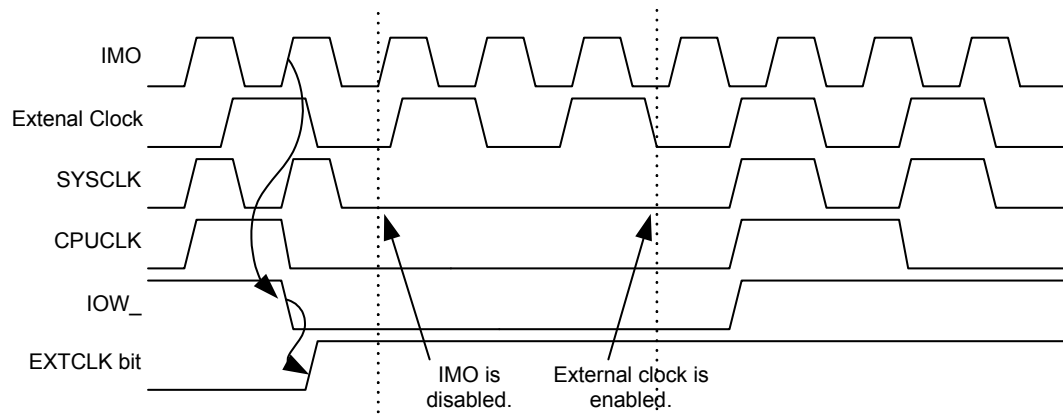 IMO
Extenal Clock
SYSCLK
CPUCLK
IOW_
EXTCLK bit
IMO is
disabled.
External clock is
enabled.